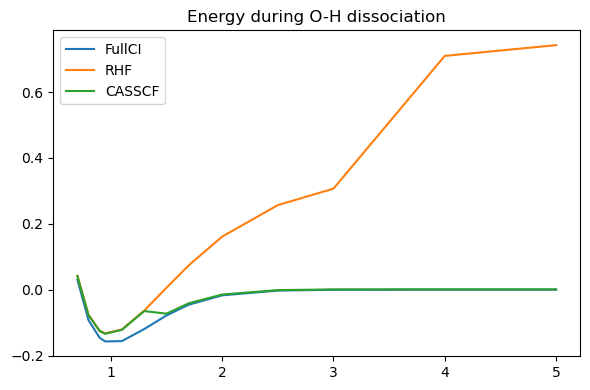 Energy during O-H dissociation
FullCI
RHF
CASSCF
0.6
0.4
0.2
0.0
−0.2
1 2 3 4 5